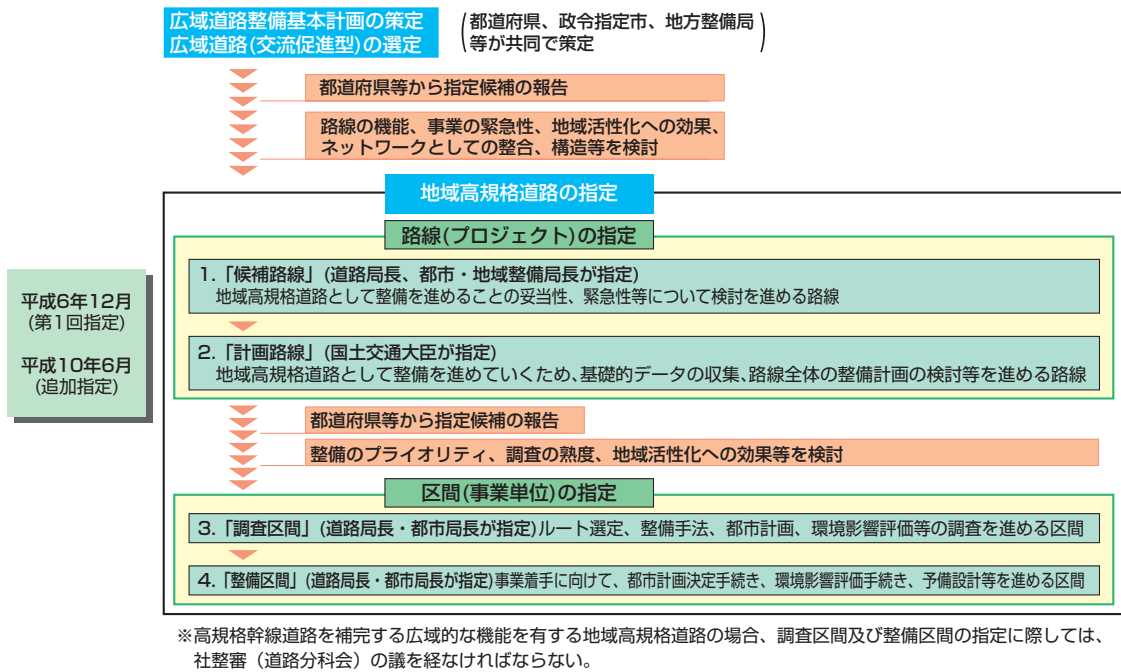 広域道路整備基本計画の策定
広域道路(交流促進型)の選定
(都道府県、政令指定市、地方整備局
等が共同で策定)
都道府県等から指定候補の報告
路線の機能、事業の緊急性、地域活性化への効果、
ネットワークとしての整合、構造等を検討
地域高規格道路の指定
路線(プロジェクト)の指定
1.「候補路線」(道路局長、都市・地域整備局長が指定)
地域高規格道路として整備を進めることの妥当性、緊急性等について検討を進める路線
2.「計画路線」(国土交通大臣が指定)
地域高規格道路として整備を進めていくため、基礎的データの収集、路線全体の整備計画の検討等を進める路線
平成6年12月
(第1回指定)
平成10年6月
(追加指定)
都道府県等から指定候補の報告
整備のプライオリティ、調査の熟度、地域活性化への効果等を検討
区間(事業単位)の指定
3.「調査区間」(道路局長・都市局長が指定)ルート選定、整備手法、都市計画、環境影響評価等の調査を進める区間
4.「整備区間」(道路局長・都市局長が指定)事業着手に向けて、都市計画決定手続き、環境影響評価手続き、予備設計等を進める区間
※高規格幹線道路を補完する広域的な機能を有する地域高規格道路の場合、調査区間及び整備区間の指定に際しては、
社整審（道路分科会）の議を経なければならない。